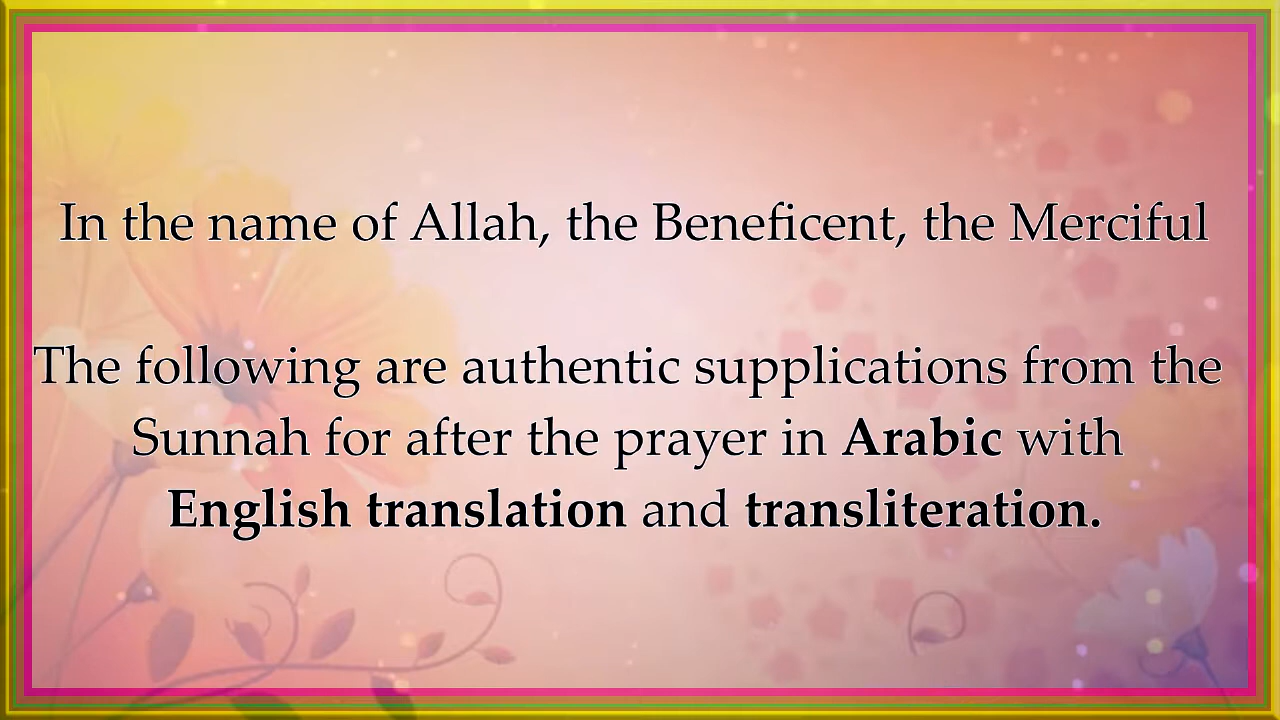 In the name of Allah, the Beneficent, the Merciful
The following are authentic supplications from the
Sunnah for after the prayer in Arabic with
English translation and transliteration.